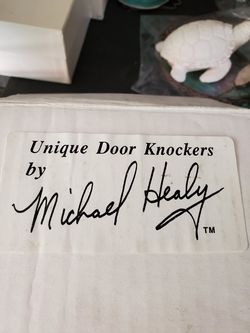 Unique Door Knockers
by
Michael Healy
TM